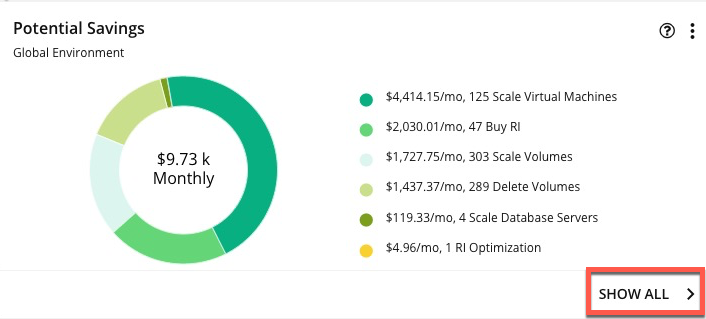 Potential Savings
Global Environment
$9.73 k
Monthly
$4,414.15/mo, 125 Scale Virtual Machines
$2,030.01/mo, 47 Buy RI
$1,727.75/mo, 303 Scale Volumes
$1,437.37/mo, 289 Delete Volumes
$119.33/mo, 4 Scale Database Servers
$4.96/mo, 1 RI Optimization
SHOW ALL